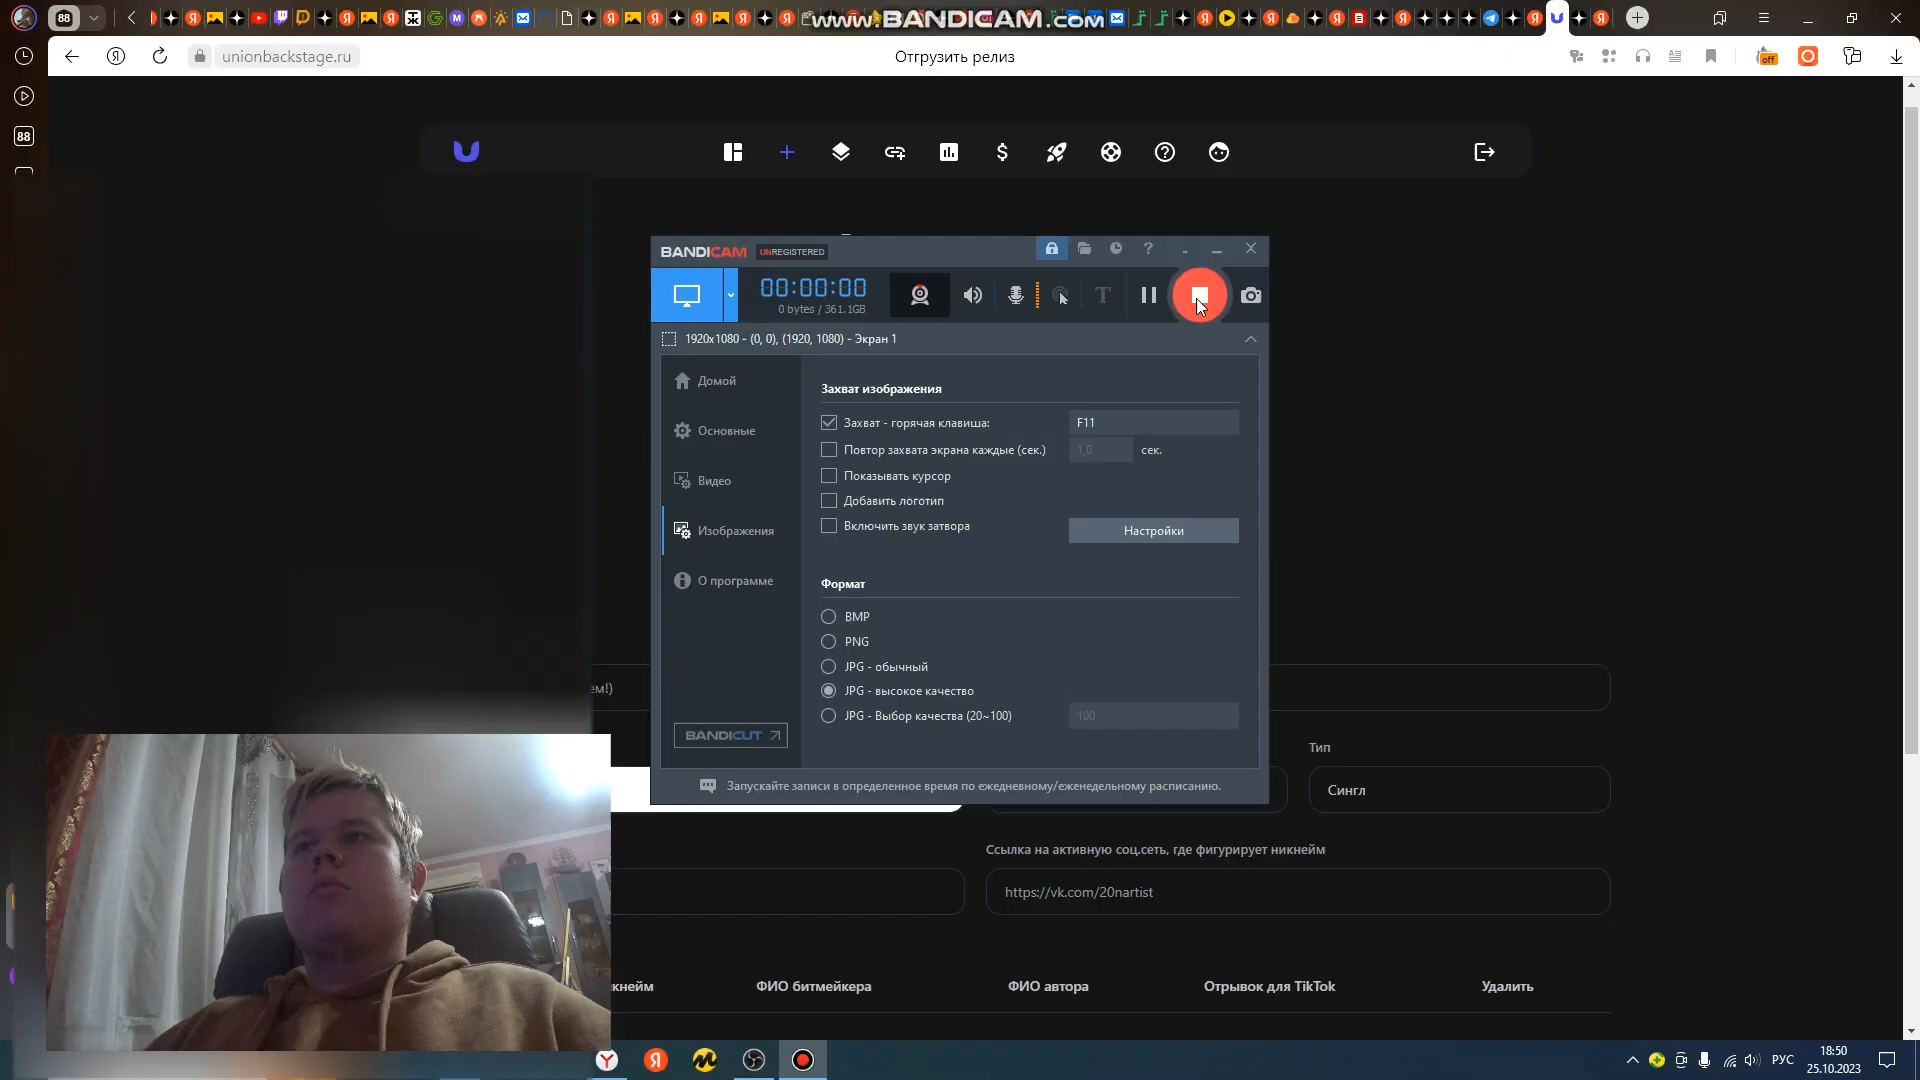 88
www.BANDICAM.com
unionbackstage.ru
Отгрузить релиз
off
88
BANDICAM
UNREGISTERED
00:00:00
0 bytes / 361.1GB
1920x1080 - (0, 0), (1920, 1080) - Экран 1
Домой
Основные
Видео
Изображения
О программе
BANDICUT
Захват изображения
Захват - горячая клавиша:
F11
Повтор захвата экрана каждые (сек.)
1,0
сек.
Показывать курсор
Добавить логотип
Включить звук затвора
Настройки
Формат
BMP
PNG
JPG - обычный
JPG - высокое качество
JPG - Выбор качества (20~100)
100
Запускайте записи в определенное время по ежедневному/еженедельному расписанию.
ем!)
Тип
Сингл
Ссылка на активную соц.сеть, где фигурирует никнейм
https://vk.com/20nartist
кнейм
ФИО битмейкера
ФИО автора
Отрывок для TikTok
Удалить
РУС
18:50
25.10.2023